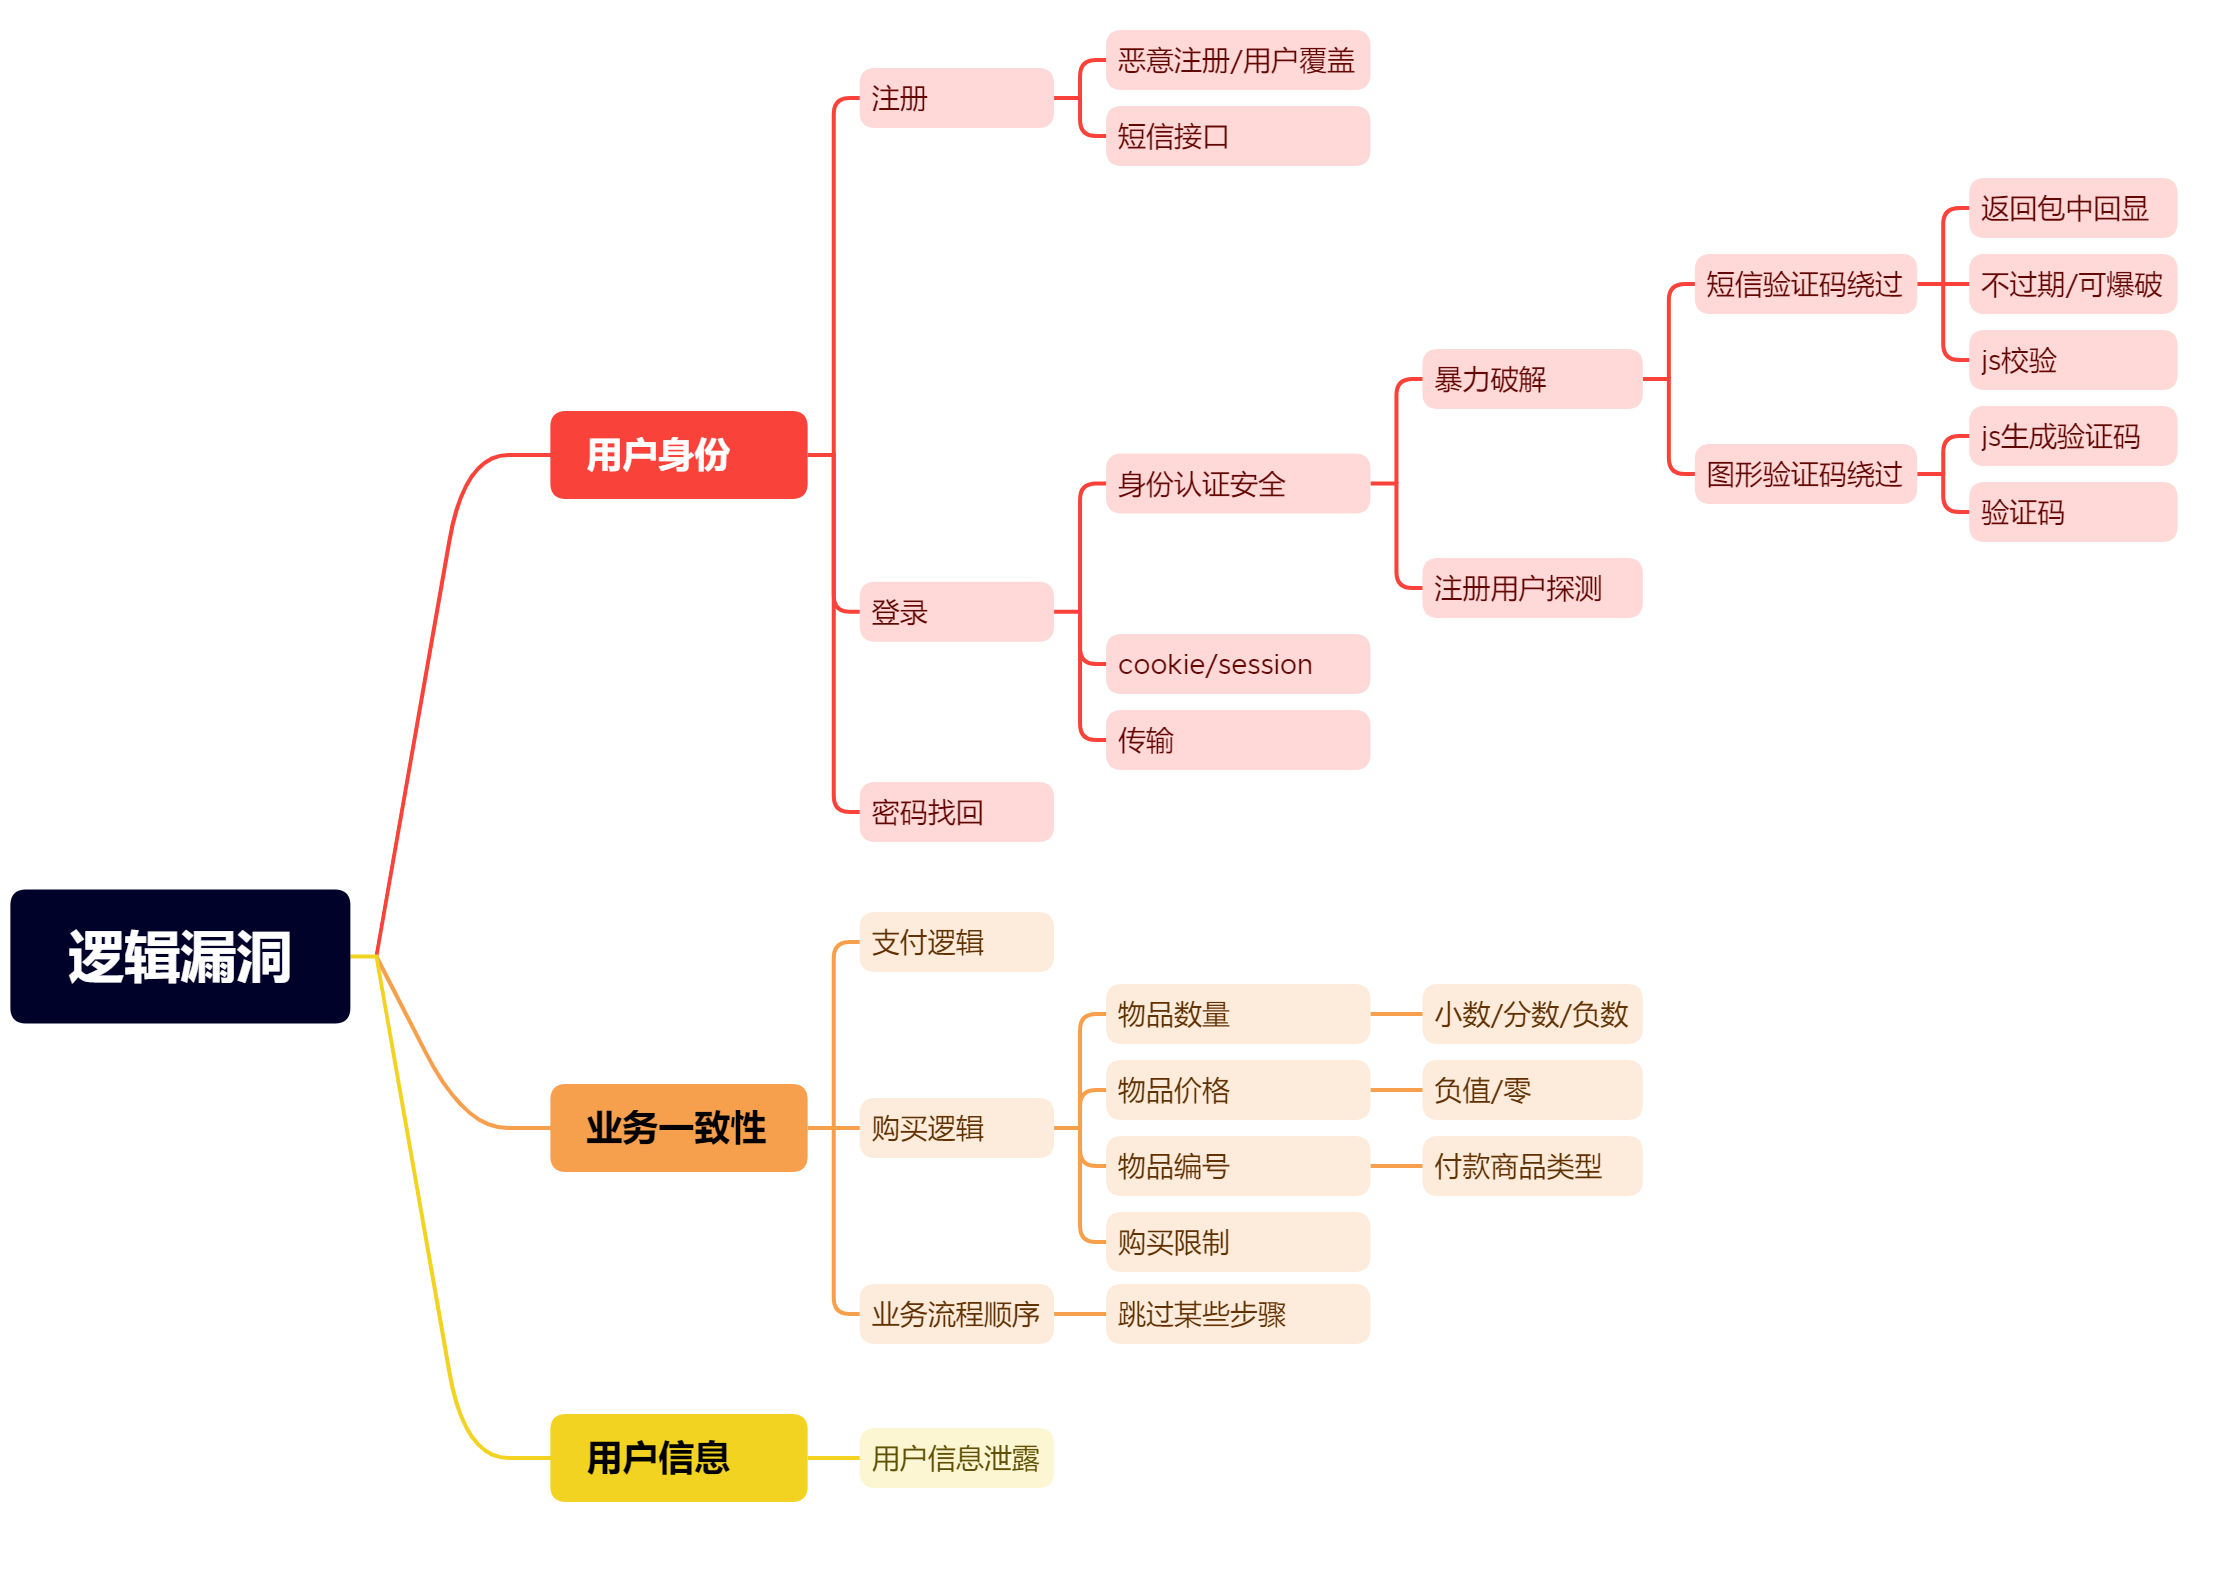 逻辑漏洞
用户身份
注册
恶意注册/用户覆盖
短信接口
登录
身份认证安全
暴力破解
短信验证码绕过
返回包中回显
不过期/可爆破
js校验
图形验证码绕过
js生成验证码
验证码
注册用户探测
cookie/session
传输
密码找回
业务一致性
支付逻辑
购买逻辑
物品数量
小数/分数/负数
物品价格
负值/零
物品编号
付款商品类型
购买限制
业务流程顺序
跳过某些步骤
用户信息
用户信息泄露